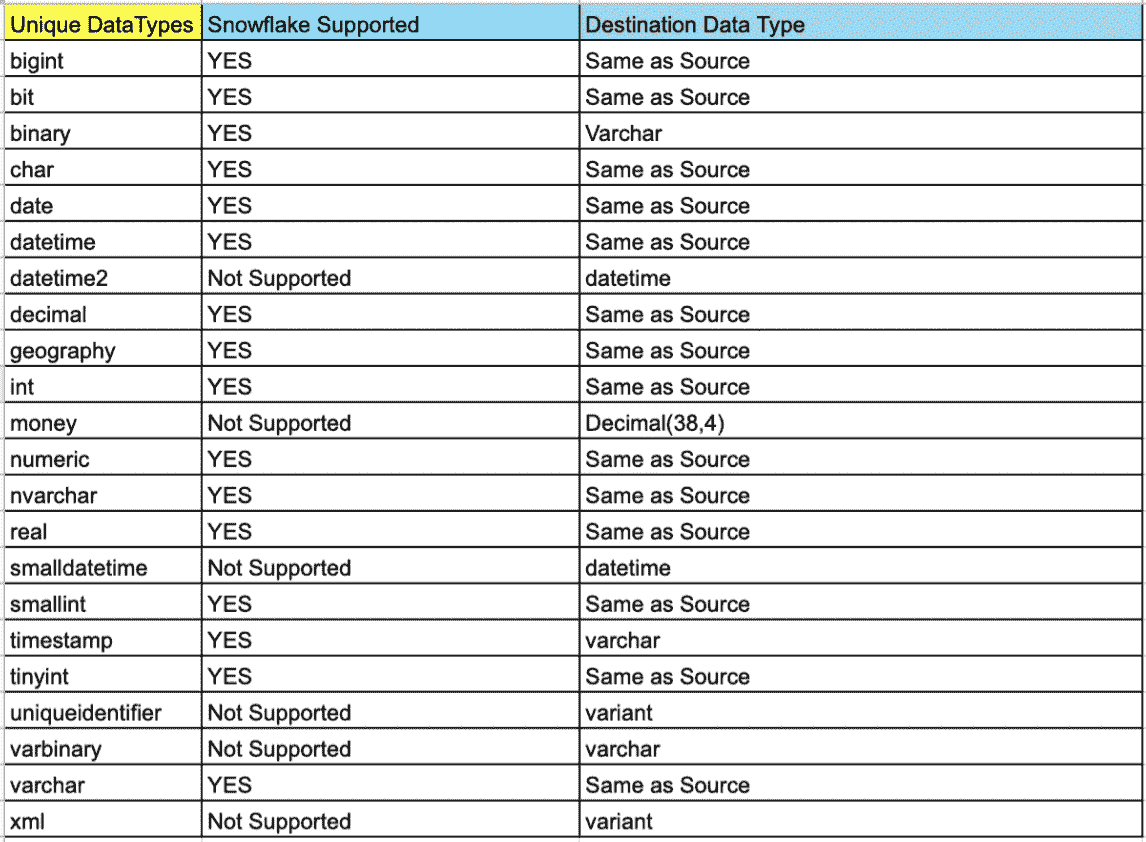 Unique DataTypes Snowflake Supported Destination Data Type
bigint YES Same as Source
bit YES Same as Source
binary YES Varchar
char YES Same as Source
date YES Same as Source
datetime YES Same as Source
datetime2 Not Supported datetime
decimal YES Same as Source
geography YES Same as Source
int YES Same as Source
money Not Supported Decimal(38,4)
numeric YES Same as Source
nvarchar YES Same as Source
real YES Same as Source
smalldatetime Not Supported datetime
smallint YES Same as Source
timestamp YES varchar
tinyint YES Same as Source
uniqueidentifier Not Supported variant
varbinary Not Supported varchar
varchar YES Same as Source
xml Not Supported variant